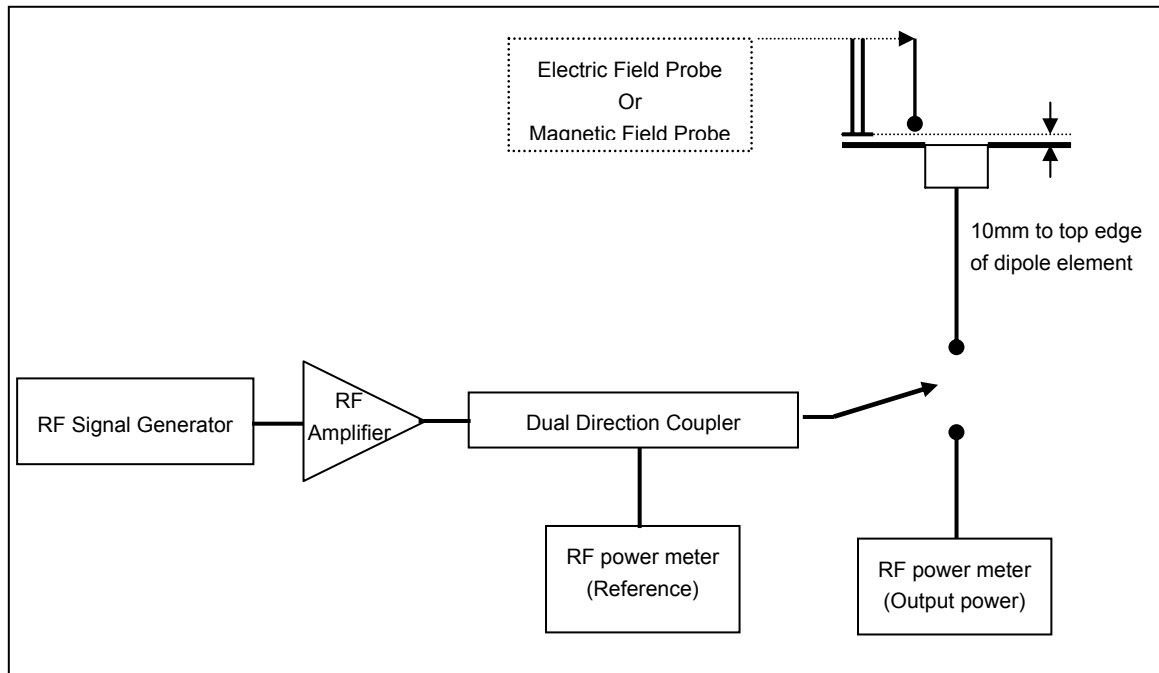 Electric Field Probe
Or
Magnetic Field Probe
10mm to top edge
of dipole element
RF Signal Generator
RF
Amplifier
Dual Direction Coupler
RF power meter
(Reference)
RF power meter
(Output power)